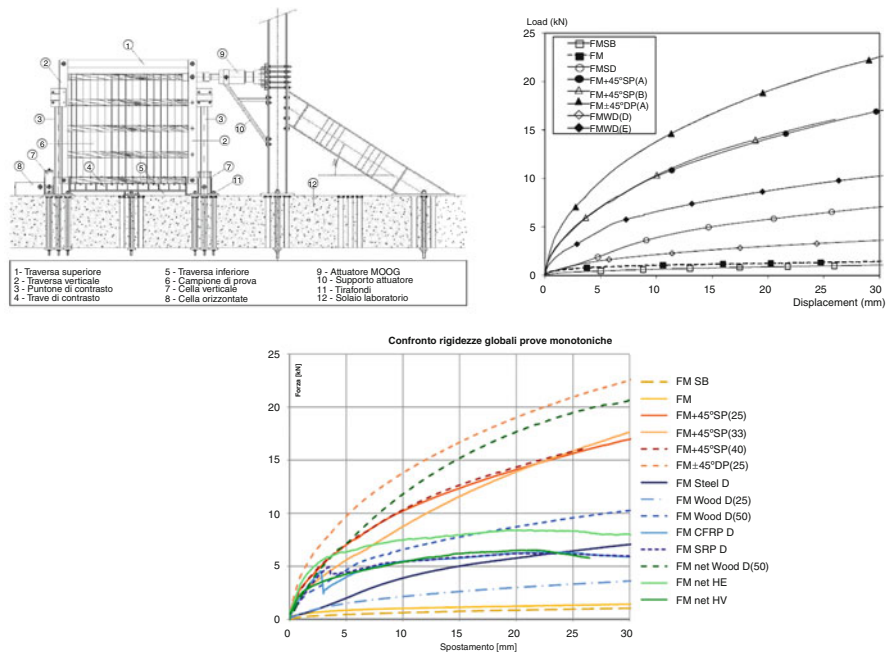 1
2
3
6
7
8
4
5
9
10
3
2
7
11
12
1- Traversa superiore
2 - Traversa verticale
3 - Puntone di contrasto
4 - Trave di contrasto
5 - Traversa inferiore
6 - Campione di prova
7 - Cella verticale
8 - Cella orizzontate
9 - Attuatore MOOG
10 - Supporto attuatore
11 - Tirafondi
12 - Solaio laboratorio
Load (kN)
25
20
15
10
5
0
FMSB
FM
FMSD
FM+45°SP(A)
FM+45°SP(B)
FM±45°DP(A)
FMWD(D)
FMWD(E)
0 5 10 15 20 25 30
Displacement (mm)
Confronto rigidezze globali prove monotoniche
Forza [kN]
25
20
15
10
5
0
0 5 10 15 20 25 30
Spostamento [mm]
FM SB
FM
FM+45°SP(25)
FM+45°SP(33)
FM+45°SP(40)
FM±45°DP(25)
FM Steel D
FM Wood D(25)
FM Wood D(50)
FM CFRP D
FM SRP D
FM net Wood D(50)
FM net HE
FM net HV